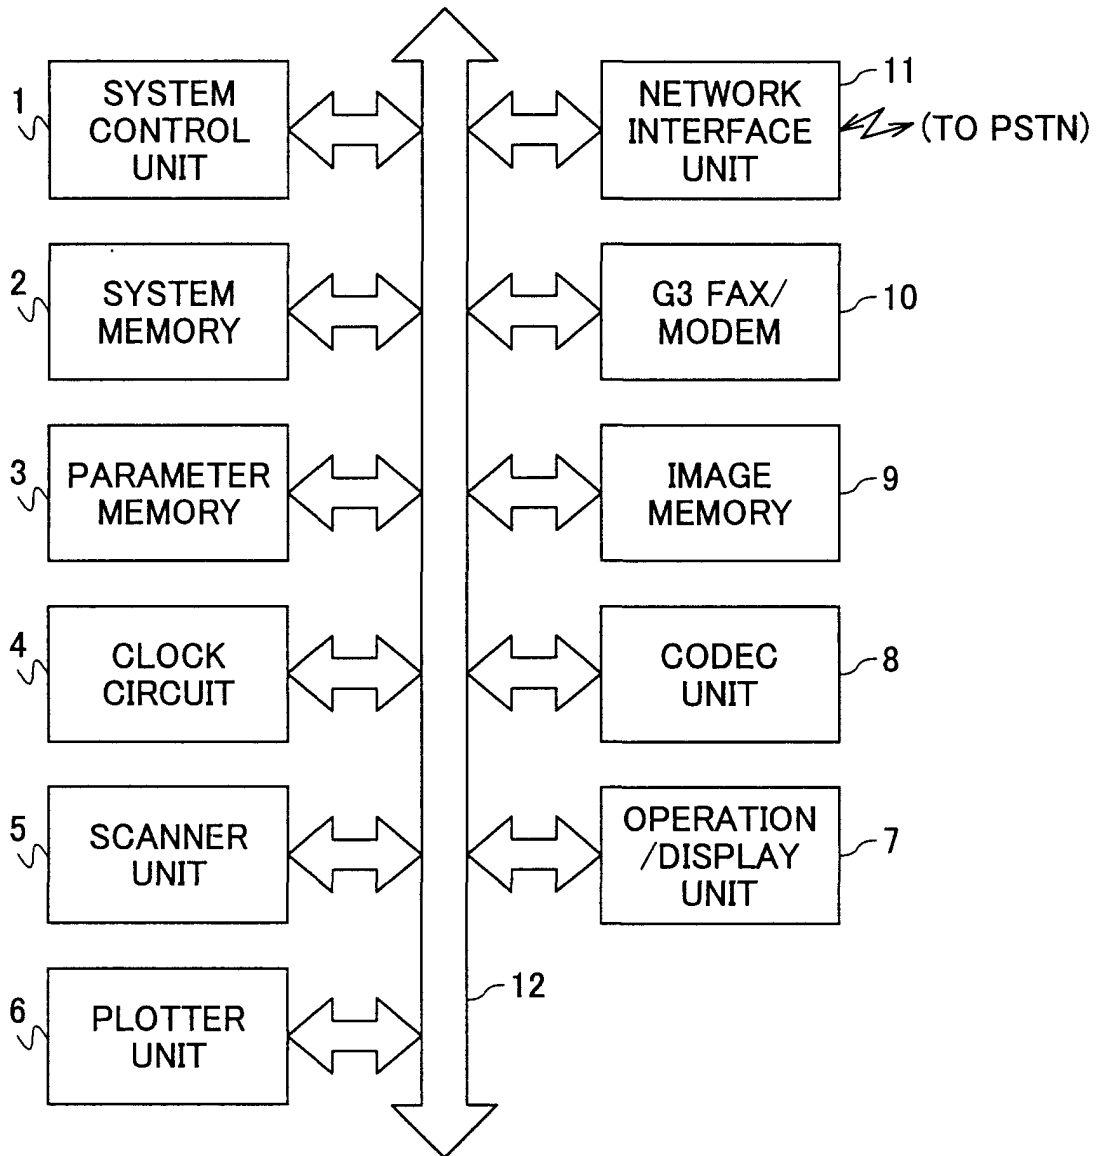 1
SYSTEM
CONTROL
UNIT
2
SYSTEM
MEMORY
3
PARAMETER
MEMORY
4
CLOCK
CIRCUIT
5
SCANNER
UNIT
6
PLOTTER
UNIT
11
NETWORK
INTERFACE
UNIT
(TO PSTN)
G3 FAX/
MODEM
10
IMAGE
MEMORY
9
CODEC
UNIT
8
OPERATION
/DISPLAY
UNIT
7
12